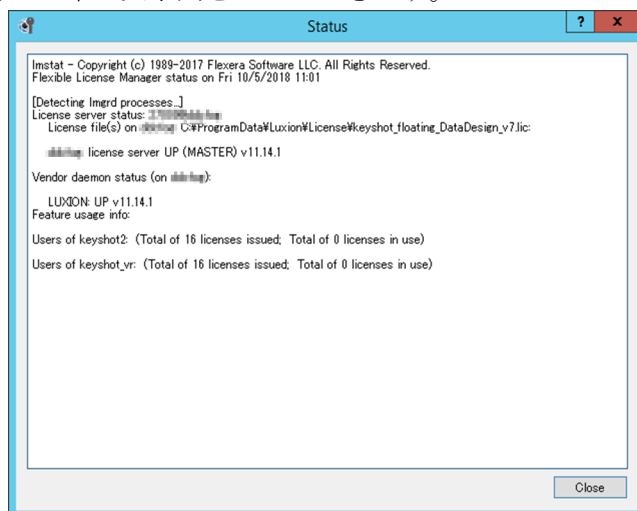 Status
? x
lmstat - Copyright (c) 1989-2017 Flexera Software LLC. All Rights Reserved.
Flexible License Manager status on Fri 10/5/2018 11:01
[Detecting lmgrd processes...]
License server status:
License file(s) on C:¥ProgramData¥Luxion¥License¥keyshot_floating_DataDesign_v7.lic:
license server UP (MASTER) v11.14.1
Vendor daemon status (on ):
LUXION: UP v11.14.1
Feature usage info:
Users of keyshot2: (Total of 16 licenses issued; Total of 0 licenses in use)
Users of keyshot_vr: (Total of 16 licenses issued; Total of 0 licenses in use)
Close